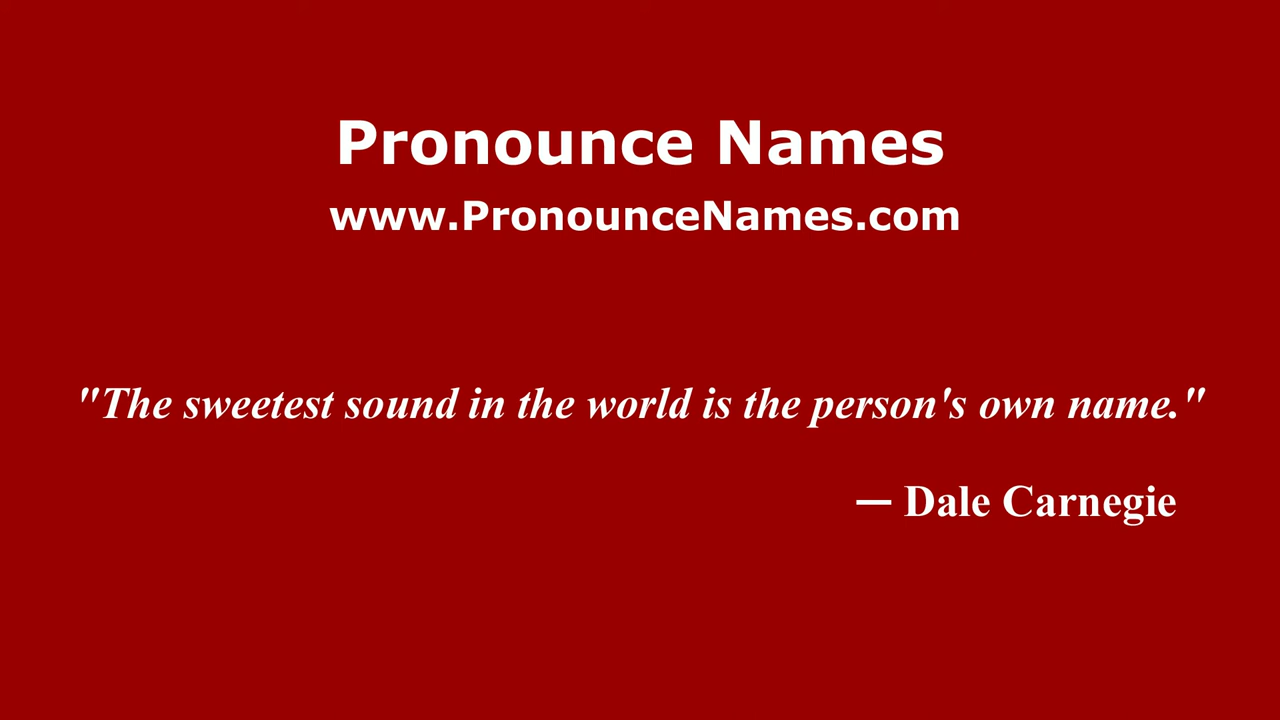 Pronounce Names
www.PronounceNames.com
"The sweetest sound in the world is the person's own name."
— Dale Carnegie